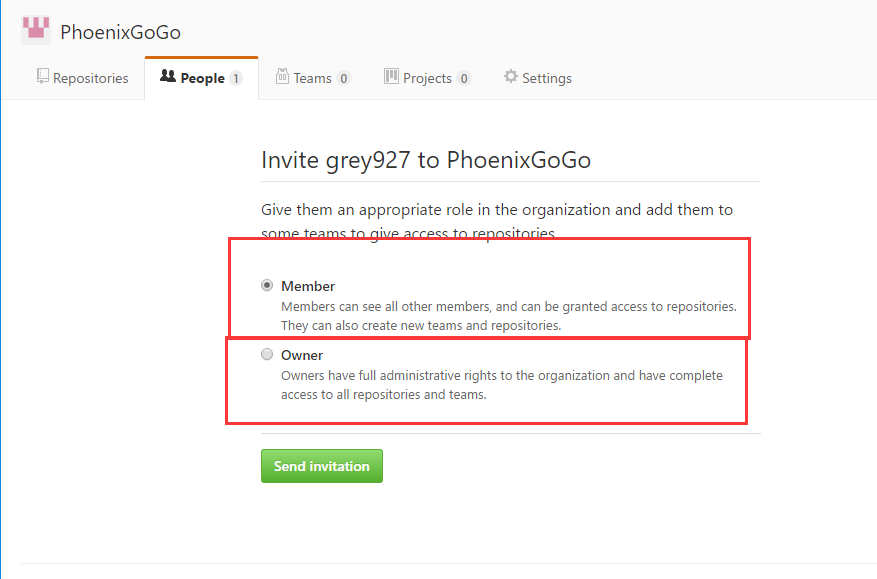 PhoenixGoGo
Repositories People 1 Teams 0 Projects 0 Settings
Invite grey927 to PhoenixGoGo
Give them an appropriate role in the organization and add them to
some teams to give access to repositories.
Member
Members can see all other members, and can be granted access to repositories.
They can also create new teams and repositories.
Owner
Owners have full administrative rights to the organization and have complete
access to all repositories and teams.
Send invitation